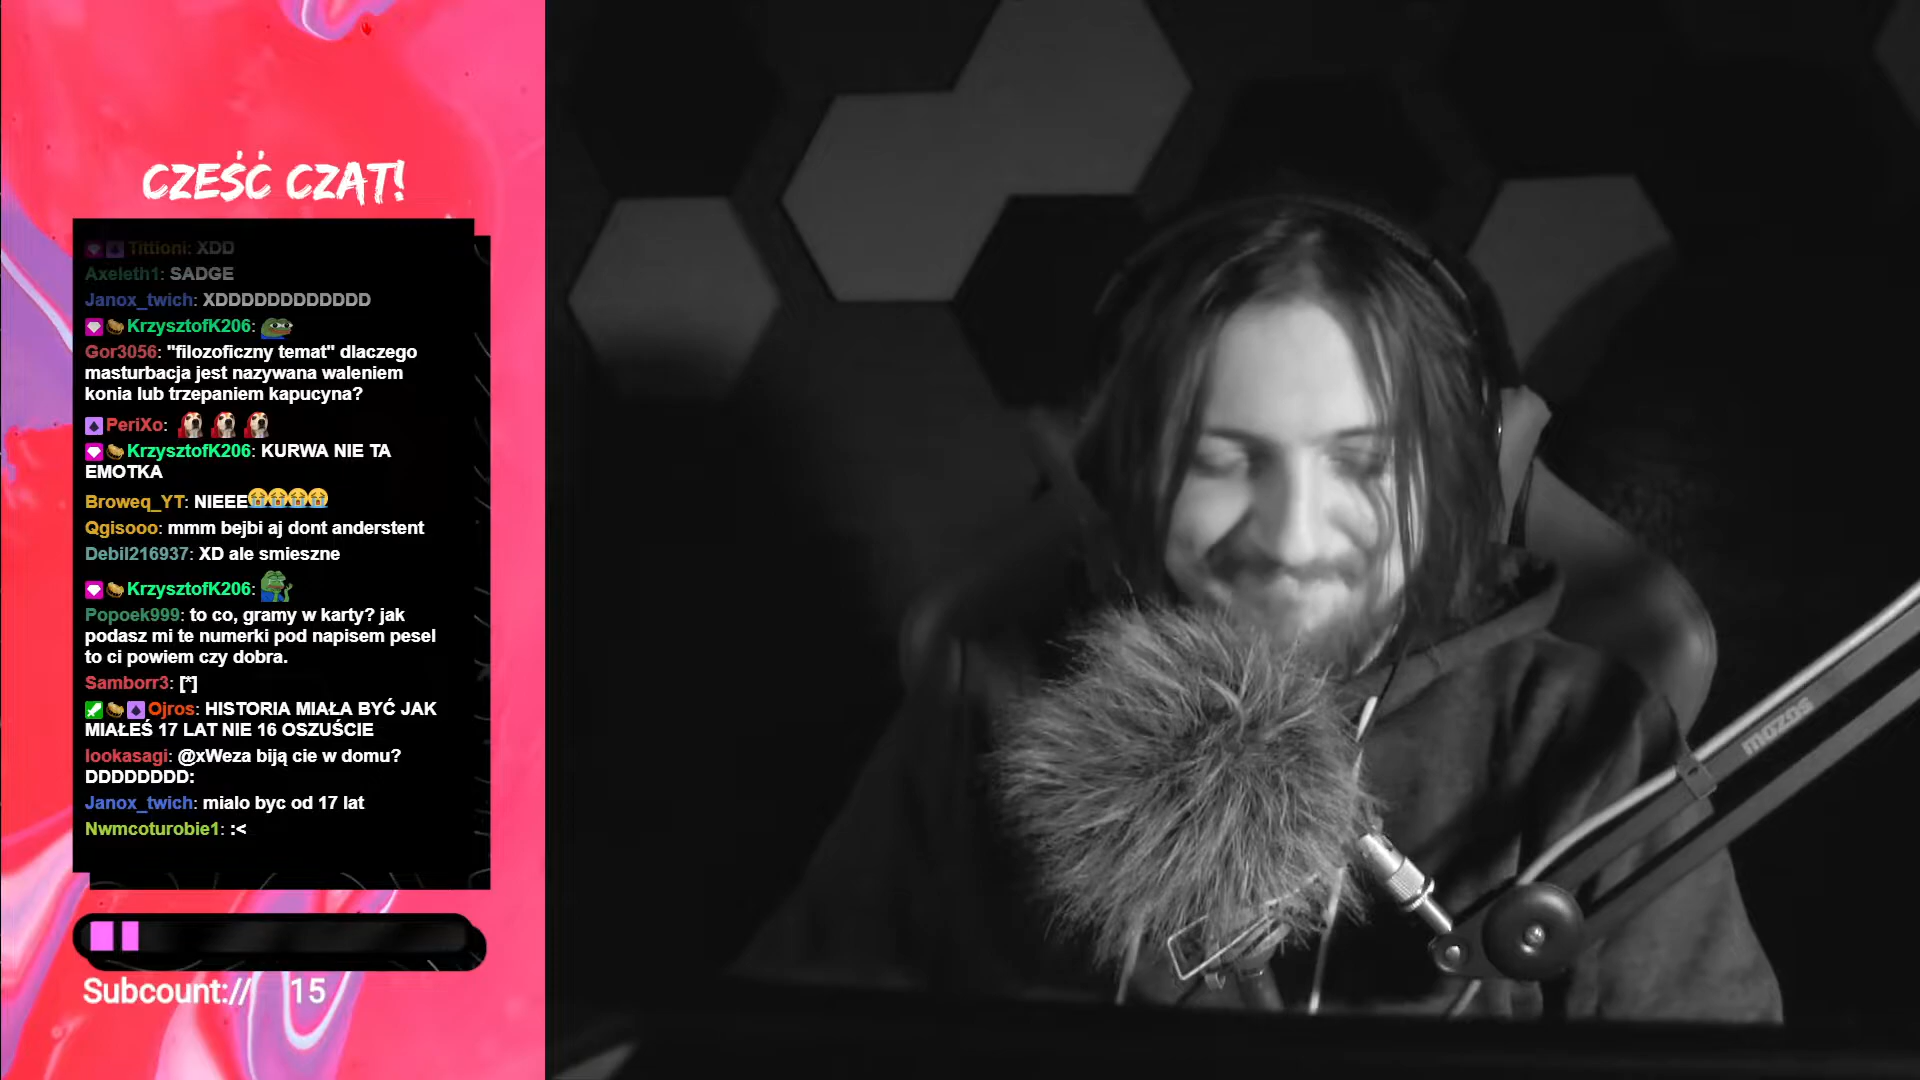 CZEŚĆ CZAT!
Tittioni: XDD
Axeleth1: SADGE
Janox_twich: XDDDDDDDDDDDD
KrzysztofK206:
Gor3056: "filozoficzny temat" dlaczego
masturbacja jest nazywana waleniem
konia lub trzepaniem kapucyna?
PeriXo:
KrzysztofK206: KURWA NIE TA
EMOTKA
Broweq_YT: NIEEE😭😭😭😭
Qgisooo: mmm bejbi aj dont anderstent
Debil216937: XD ale smieszne
KrzysztofK206:
Popoek999: to co, gramy w karty? jak
podasz mi te numerki pod napisem pesel
to ci powiem czy dobra.
Samborr3: [*]
Ojros: HISTORIA MIAŁA BYĆ JAK
MIAŁEŚ 17 LAT NIE 16 OSZUŚCIE
lookasagi: @xWeza biją cie w domu?
DDDDDDDD:
Janox_twich: mialo byc od 17 lat
Nwmcoturobie1: :<
Subcount:// 15
mozos